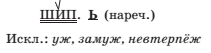 ШИП. Ь (нареч.)
Искл.: уж, замуж, невтерпёж